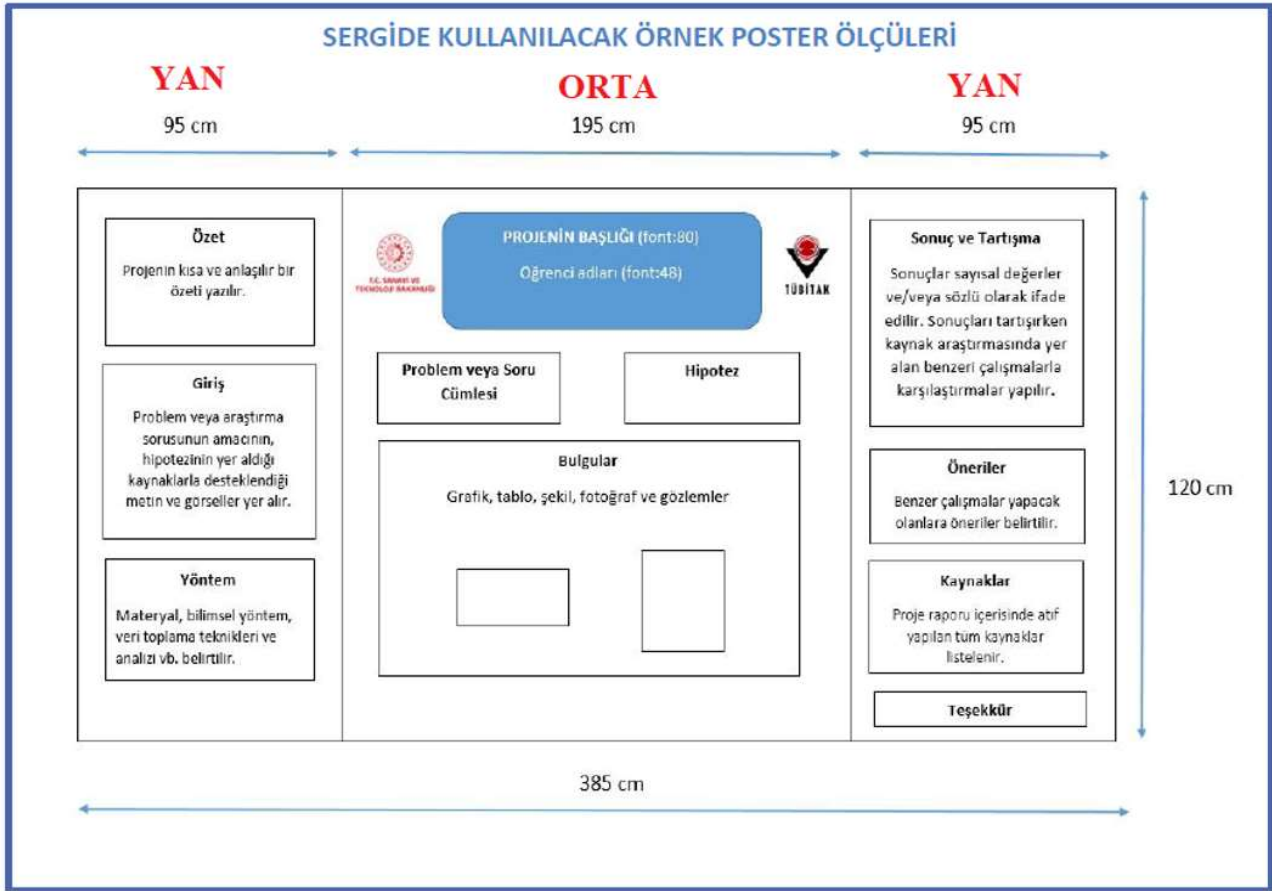 SERGİDE KULLANILACAK ÖRNEK POSTER ÖLÇÜLERİ
YAN
ORTA
YAN
95 cm
195 cm
95 cm
Özet
Projenin kısa ve anlaşılır bir
özeti yazılır.
Giriş
Problem veya araştırma
sorusunun amacının,
hipotezinin yer aldığı
kaynaklarla desteklendiği
metin ve görseller yer alır.
Yöntem
Materyal, bilimsel yöntem,
veri toplama teknikleri ve
analizi vb. belirtilir.
T.C. SANAYİ VE
TEKNOLOJİ BAKANLIĞI
PROJENİN BAŞLIĞI (font:80)
Öğrenci adları (font:48)
TÜBİTAK
Problem veya Soru
Cümlesi
Hipotez
Bulgular
Grafik, tablo, şekil, fotoğraf ve gözlemler
Sonuç ve Tartışma
Sonuçlar sayısal değerler
ve/veya sözlü olarak ifade
edilir. Sonuçları tartışırken
kaynak araştırmasında yer
alan benzeri çalışmalarla
karşılaştırmalar yapılır.
Öneriler
Benzer çalışmalar yapacak
olanlara öneriler belirtilir.
Kaynaklar
Proje raporu içerisinde atıf
yapılan tüm kaynaklar
listelenir.
Teşekkür
120 cm
385 cm